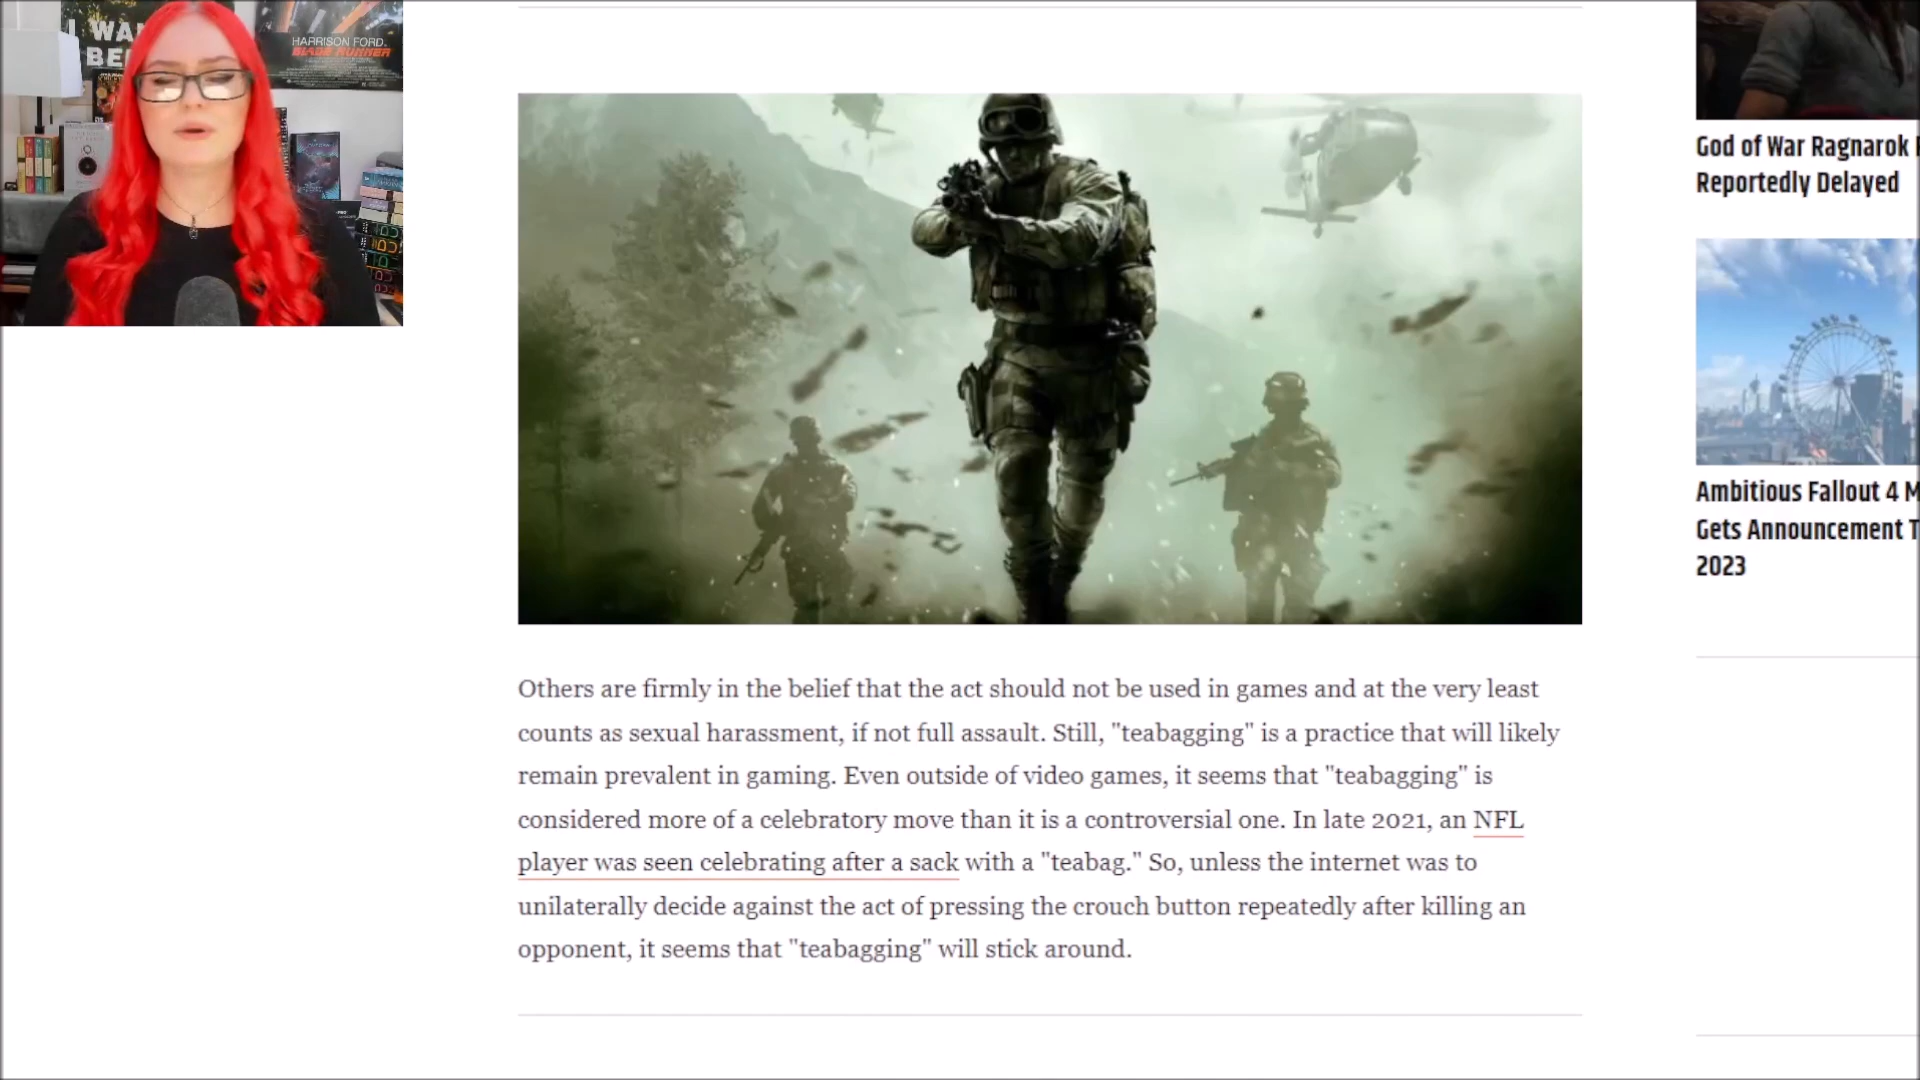 I WA
BE
HARRISON FORD
BLADE RUNNER
Others are firmly in the belief that the act should not be used in games and at the very least
counts as sexual harassment, if not full assault. Still, "teabagging" is a practice that will likely
remain prevalent in gaming. Even outside of video games, it seems that "teabagging" is
considered more of a celebratory move than it is a controversial one. In late 2021, an NFL
player was seen celebrating after a sack with a "teabag." So, unless the internet was to
unilaterally decide against the act of pressing the crouch button repeatedly after killing an
opponent, it seems that "teabagging" will stick around.
God of War Ragnarok
Reportedly Delayed
Ambitious Fallout 4 M
Gets Announcement T
2023